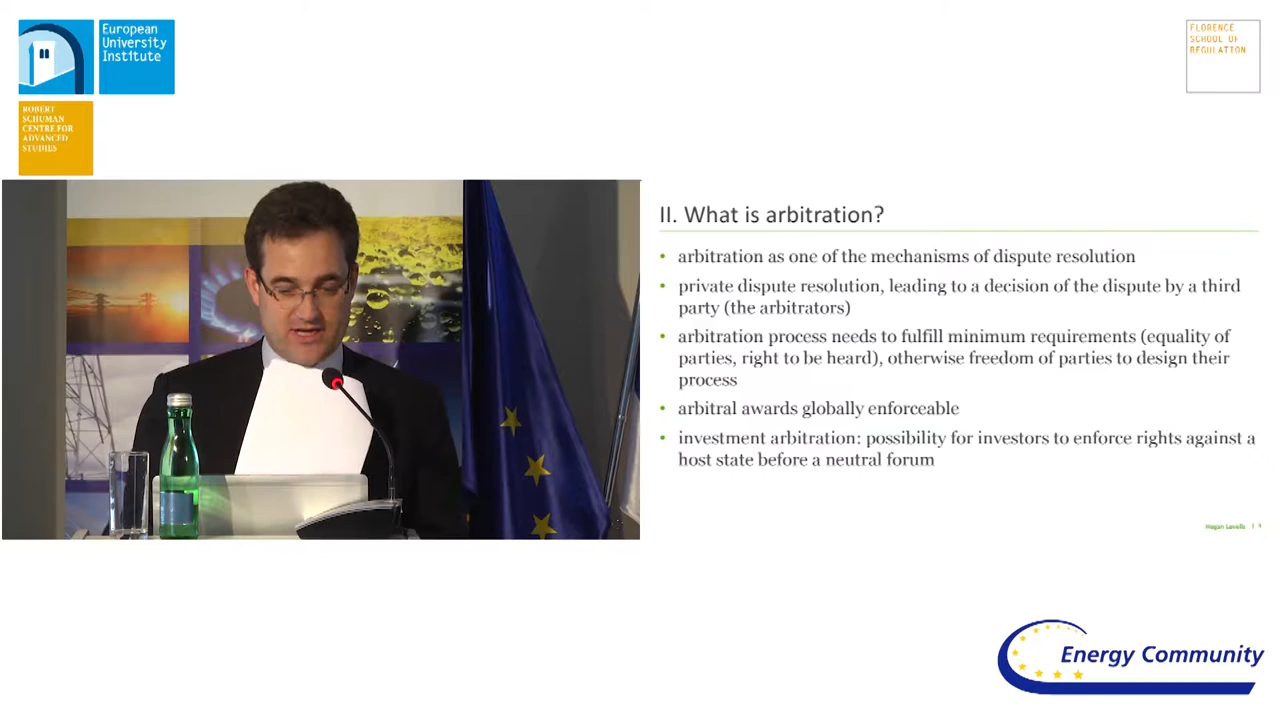 European
University
Institute
ROBERT
SCHUMAN
CENTRE FOR
ADVANCED
STUDIES
FLORENCE
SCHOOL OF
REGULATION
II. What is arbitration?
• arbitration as one of the mechanisms of dispute resolution
• private dispute resolution, leading to a decision of the dispute by a third
party (the arbitrators)
• arbitration process needs to fulfill minimum requirements (equality of
parties, right to be heard), otherwise freedom of parties to design their
process
• arbitral awards globally enforceable
• investment arbitration: possibility for investors to enforce rights against a
host state before a neutral forum
Hogan Lovells |
Energy Community